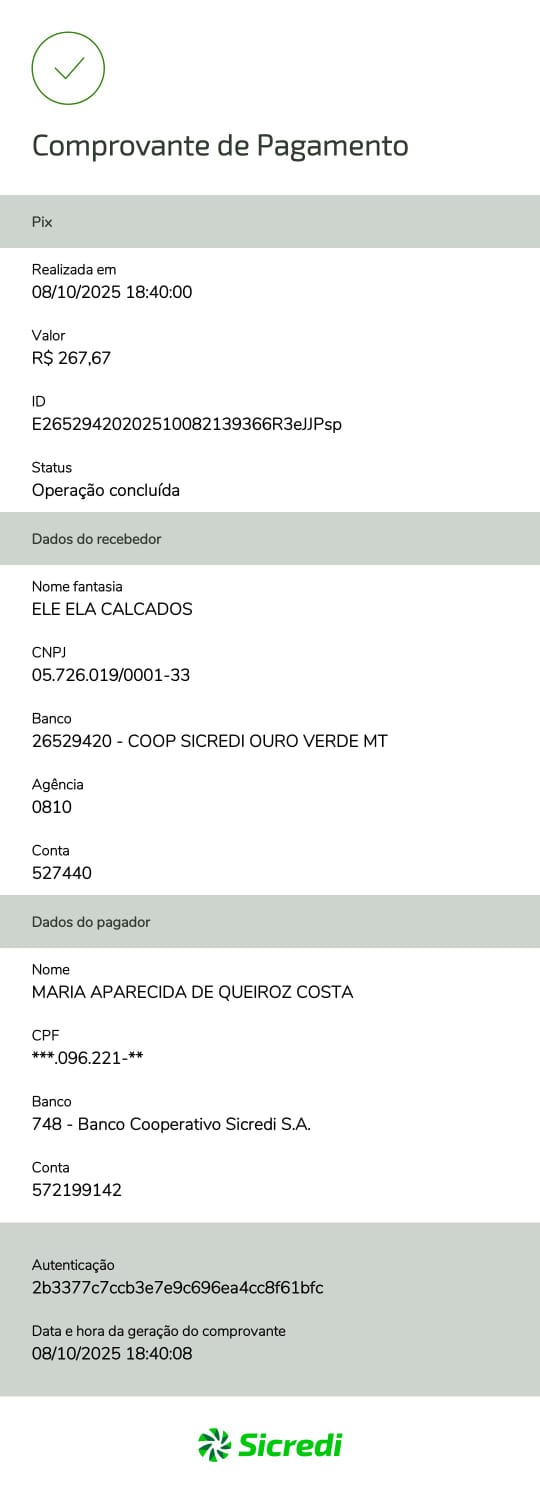 Comprovante de Pagamento
Pix
Realizada em
08/10/2025 18:40:00
Valor
R$ 267,67
ID
E26529420202510082139366R3eJJPsp
Status
Operação concluída
Dados do recebedor
Nome fantasia
ELE ELA CALCADOS
CNPJ
05.726.019/0001-33
Banco
26529420 - COOP SICREDI OURO VERDE MT
Agência
0810
Conta
527440
Dados do pagador
Nome
MARIA APARECIDA DE QUEIROZ COSTA
CPF
***.096.221-**
Banco
748 - Banco Cooperativo Sicredi S.A.
Conta
572199142
Autenticação
2b3377c7ccb3e7e9c696ea4cc8f61bfc
Data e hora da geração do comprovante
08/10/2025 18:40:08
Sicredi